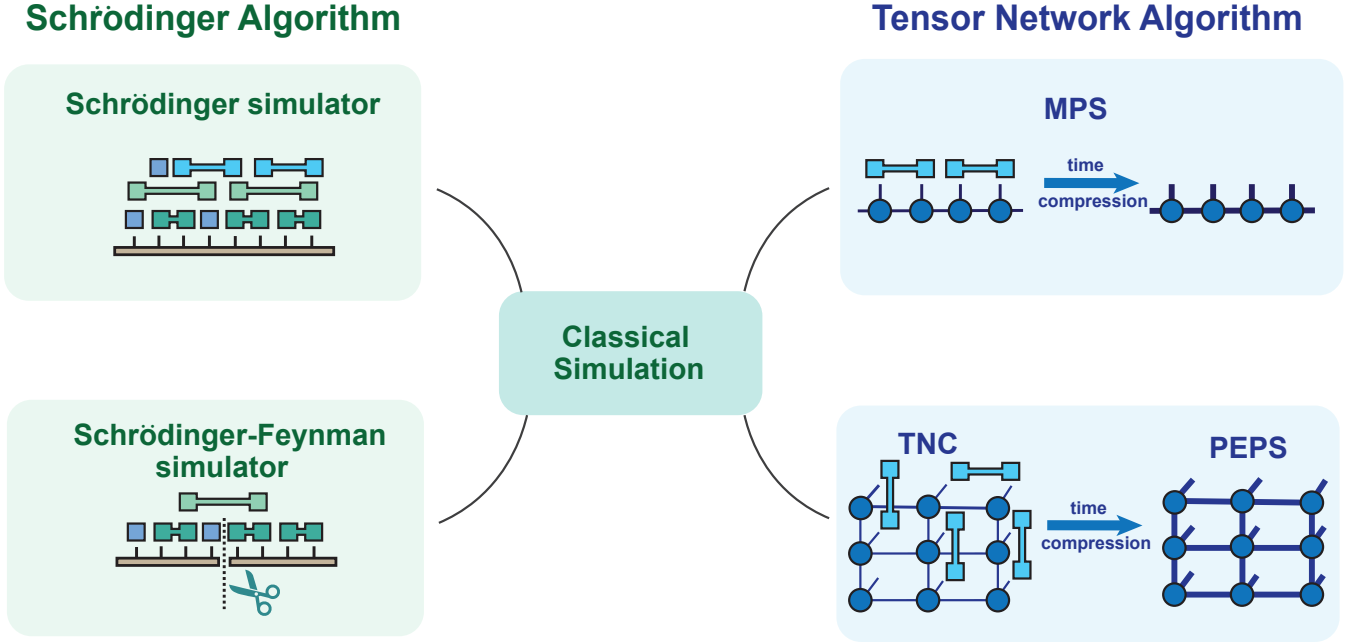 Schrödinger Algorithm
Tensor Network Algorithm
Schrödinger simulator
MPS
time
compression
Classical
Simulation
Schrödinger-Feynman
simulator
TNC
PEPS
time
compression